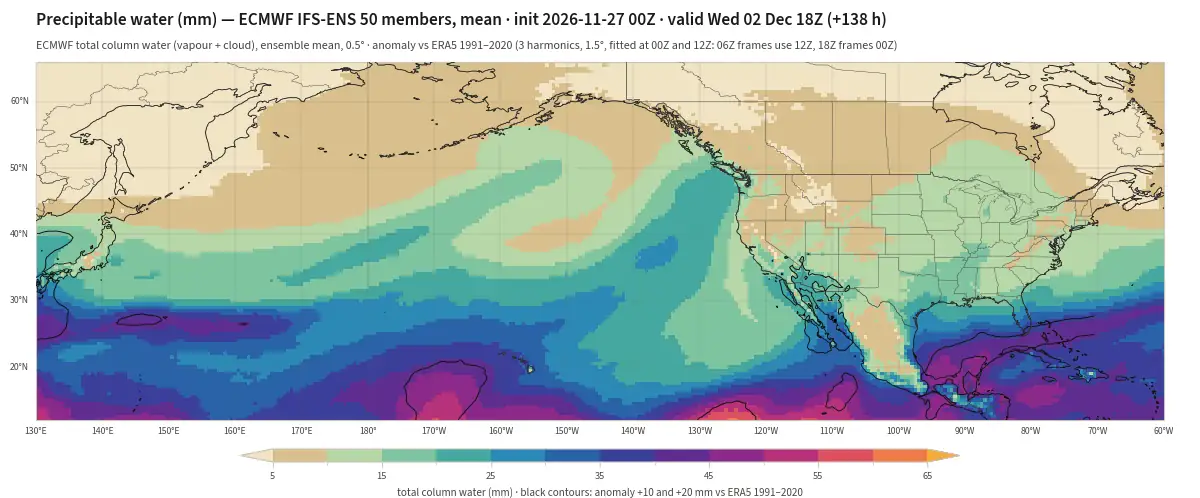 Precipitable water (mm) — ECMWF IFS-ENS 50 members, mean · init 2026-11-27 00Z · valid Wed 02 Dec 18Z (+138 h)
ECMWF total column water (vapour + cloud), ensemble mean, 0.5° · anomaly vs ERA5 1991–2020 (3 harmonics, 1.5°, fitted at 00Z and 12Z: 06Z frames use 12Z, 18Z frames 00Z)
60°N
50°N
40°N
30°N
20°N
130°E 140°E 150°E 160°E 170°E 180° 170°W 160°W 150°W 140°W 130°W 120°W 110°W 100°W 90°W 80°W 70°W 60°W
5 15 25 35 45 55 65
total column water (mm) · black contours: anomaly +10 and +20 mm vs ERA5 1991–2020